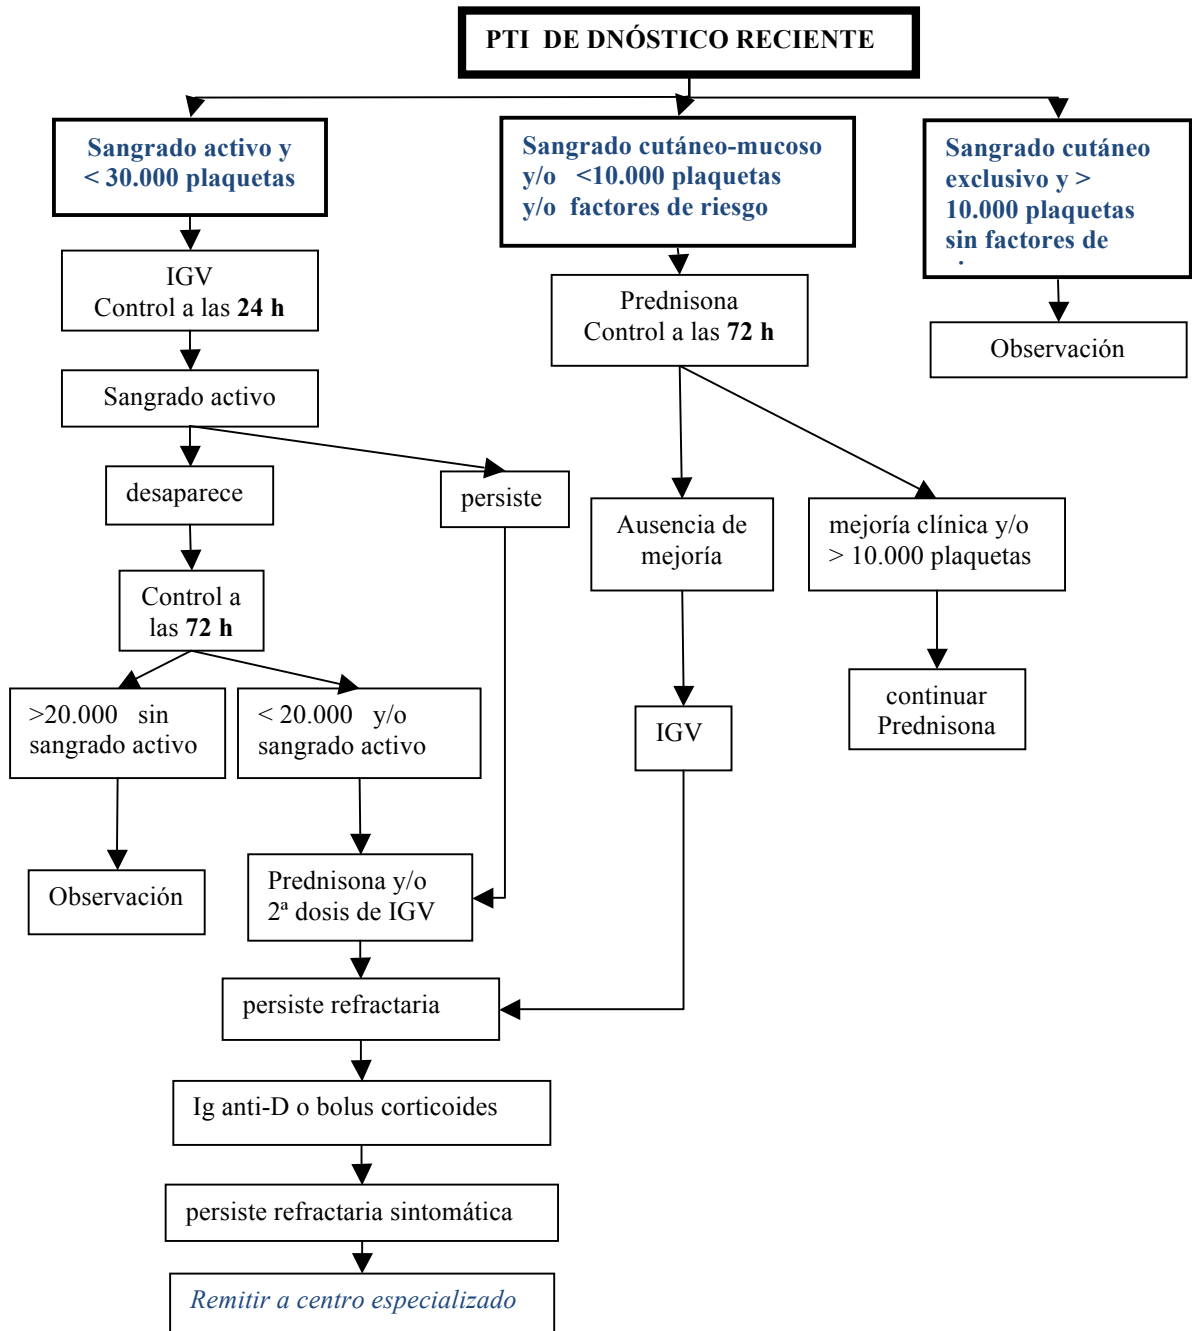 PTI DE DNÓSTICO RECIENTE
Sangrado activo y
< 30.000 plaquetas
Sangrado cutáneo-mucoso
y/o <10.000 plaquetas
y/o factores de riesgo
Sangrado cutáneo
exclusivo y >
10.000 plaquetas
sin factores de
IGV
Control a las 24 h
Prednisona
Control a las 72 h
Observación
Sangrado activo
desaparece
persiste
Ausencia de
mejoría
mejoría clínica y/o
> 10.000 plaquetas
Control a
las 72 h
>20.000 sin
sangrado activo
< 20.000 y/o
sangrado activo
IGV
continuar
Prednisona
Observación
Prednisona y/o
2ª dosis de IGV
persiste refractaria
Ig anti-D o bolus corticoides
persiste refractaria sintomática
Remitir a centro especializado